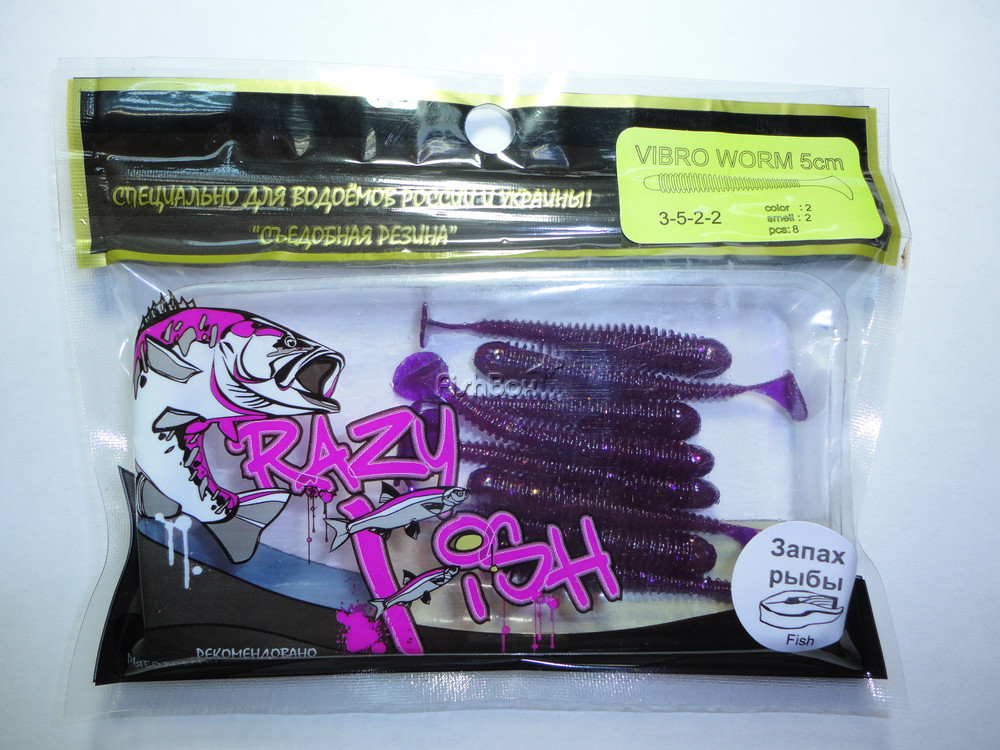 VIBRO WORM 5cm
3-5-2-2
color : 2
smell : 2
pcs: 8
СПЕЦИАЛЬНО ДЛЯ ВОДОЁМОВ РОССИИ И УКРАИНЫ!
"СЪЕДОБНАЯ РЕЗИНА"
FishBox
RAZY
FISH
Запах
рыбы
Fish
РЕКОМЕНДОВАНО